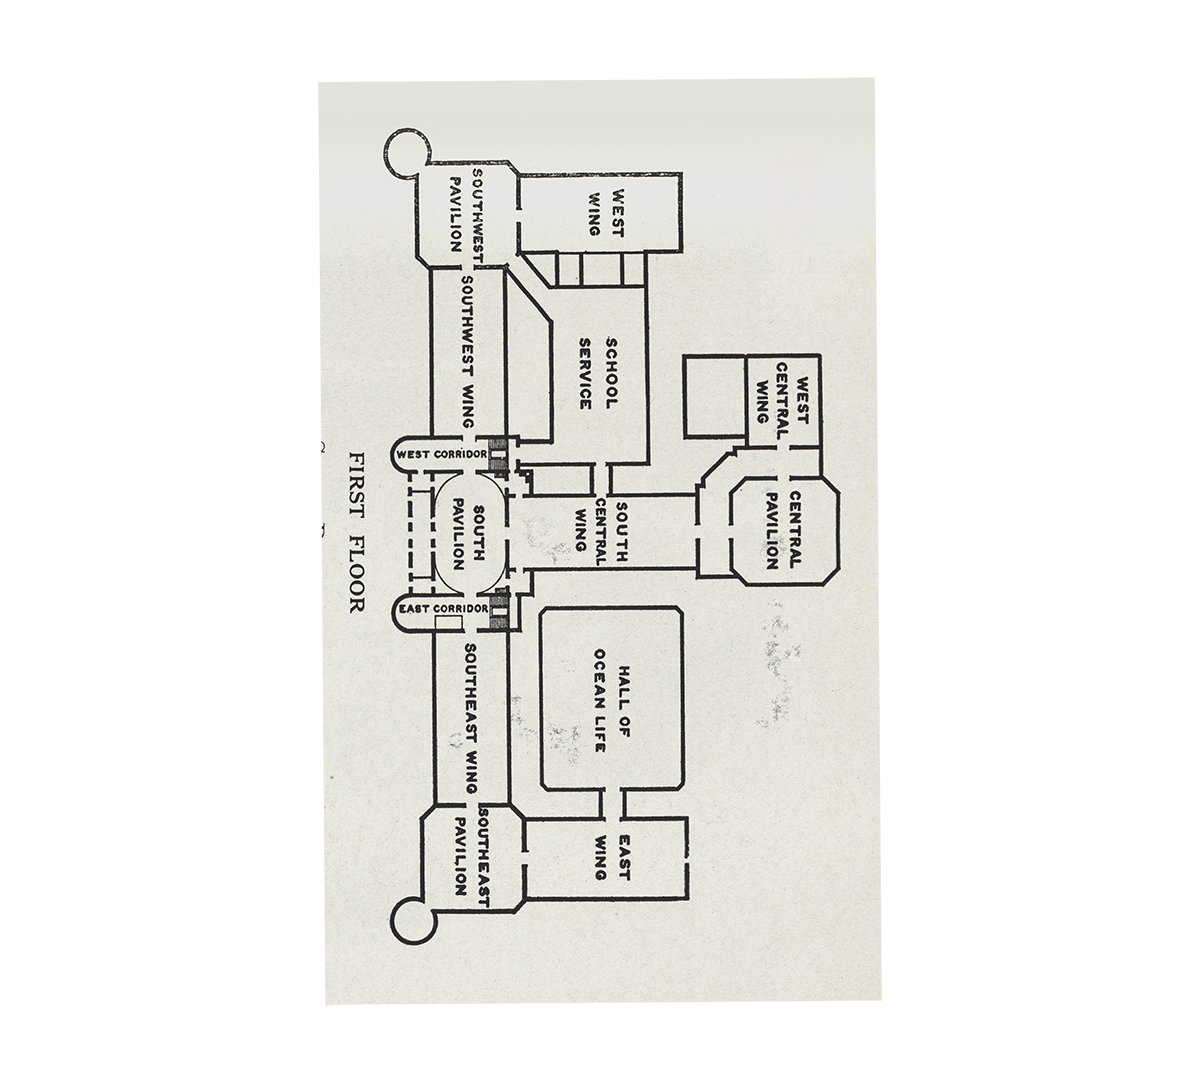 WEST
CENTRAL
WING
CENTRAL
PAVILION
WEST
WING
SCHOOL
SERVICE
SOUTH
CENTRAL
WING
HALL OF
OCEAN LIFE
EAST
WING
SOUTHWEST
PAVILION
SOUTHWEST WING
WEST CORRIDOR
SOUTH
PAVILION
EAST CORRIDOR
SOUTHEAST WING
SOUTHEAST
PAVILION
FIRST FLOOR